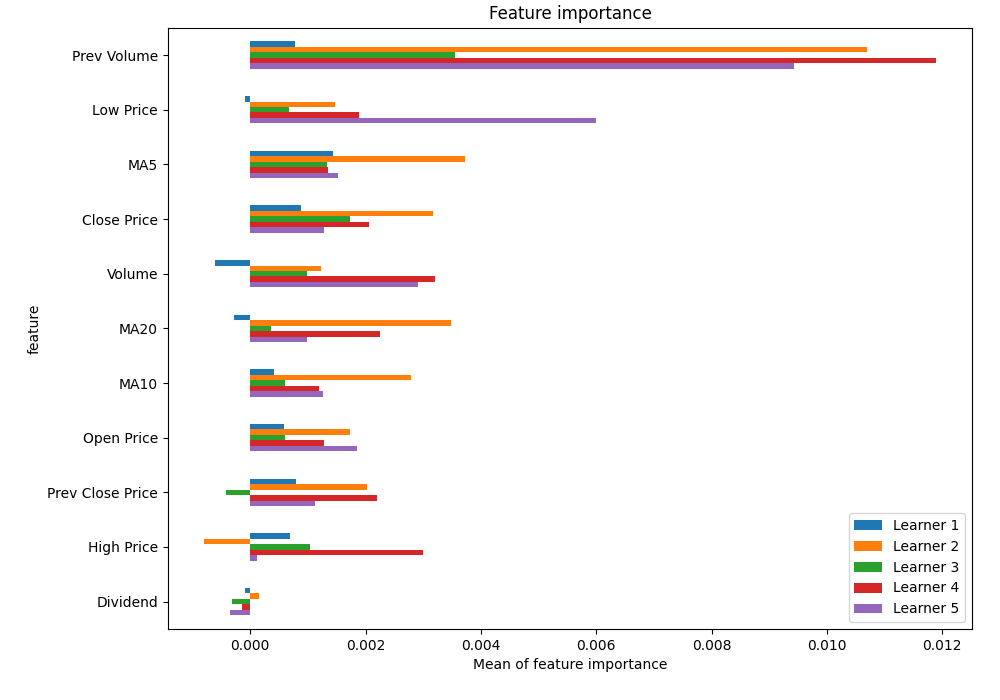 Feature importance
Prev Volume
Low Price
MA5
Close Price
Volume
MA20
MA10
Open Price
Prev Close Price
High Price
Dividend
feature
Learner 1
Learner 2
Learner 3
Learner 4
Learner 5
0.000 0.002 0.004 0.006 0.008 0.010 0.012
Mean of feature importance